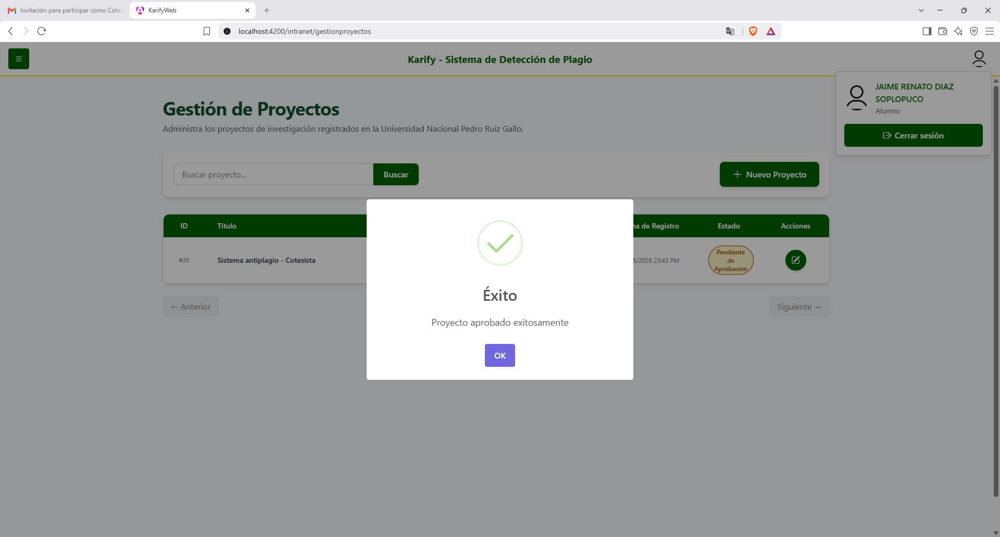 Invitación para participar como Cotes
KarifyWeb
localhost:4200/intranet/gestionproyectos
Karify - Sistema de Detección de Plagio
JAIME RENATO DIAZ
SOPLOPUCO
Alumno
Cerrar sesión
Gestión de Proyectos
Administra los proyectos de investigación registrados en la Universidad Nacional Pedro Ruiz Gallo.
Buscar proyecto...
Buscar
Nuevo Proyecto
ID Título na de Registro Estado Acciones
#25 Sistema antiplagio - Cotesista 8/2026 23:43 PM
Pendiente
de
Aprobación
← Anterior
Siguiente →
Éxito
Proyecto aprobado exitosamente
OK